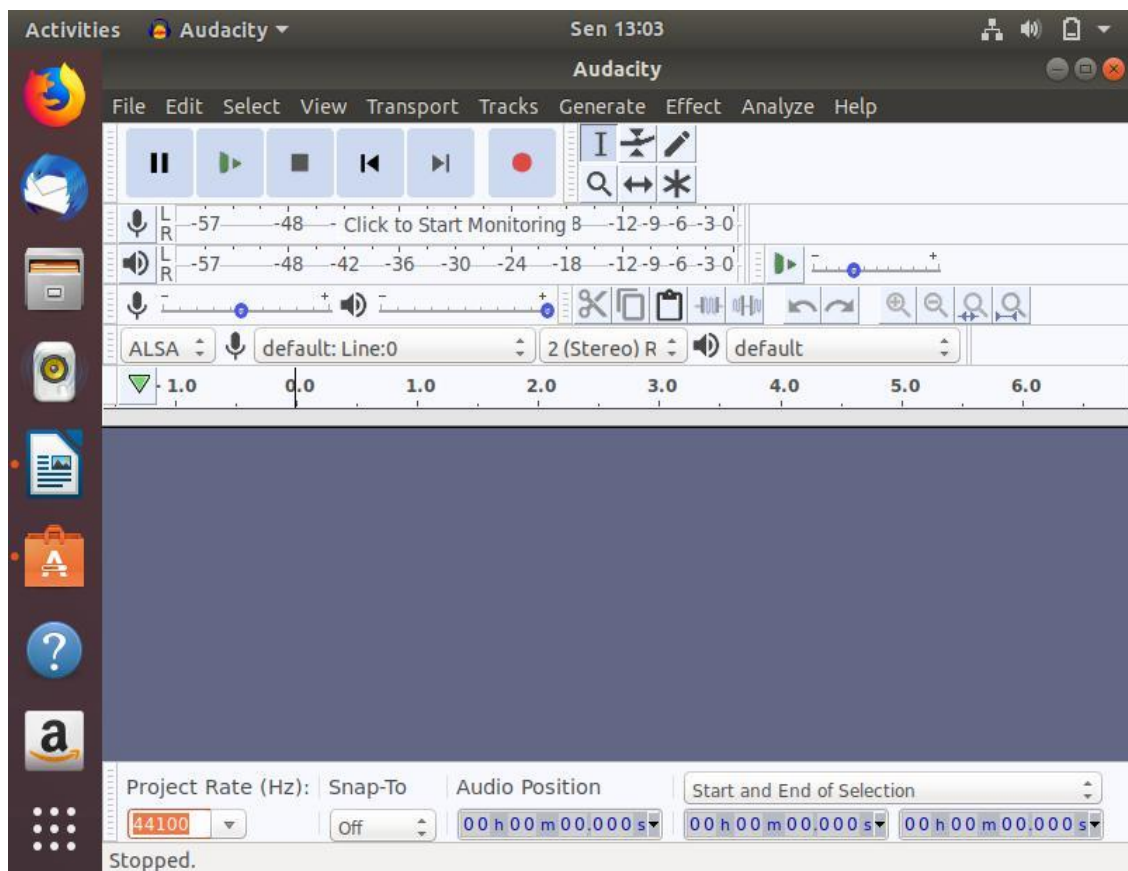 Activities Audacity Sen 13:03
Audacity
File Edit Select View Transport Tracks Generate Effect Analyze Help
L
R -57 -48 - Click to Start Monitoring 8 -12 -9 -6 -3 0
L
R -57 -48 -42 -36 -30 -24 -18 -12 -9 -6 -3 0 - +
- + - +
ALSA default: Line:0 2 (Stereo) R default
- 1.0 0.0 1.0 2.0 3.0 4.0 5.0 6.0
A
?
a
Project Rate (Hz): Snap-To Audio Position Start and End of Selection
44100 Off 00 h 00 m 00.000 s 00 h 00 m 00.000 s 00 h 00 m 00.000 s
Stopped.